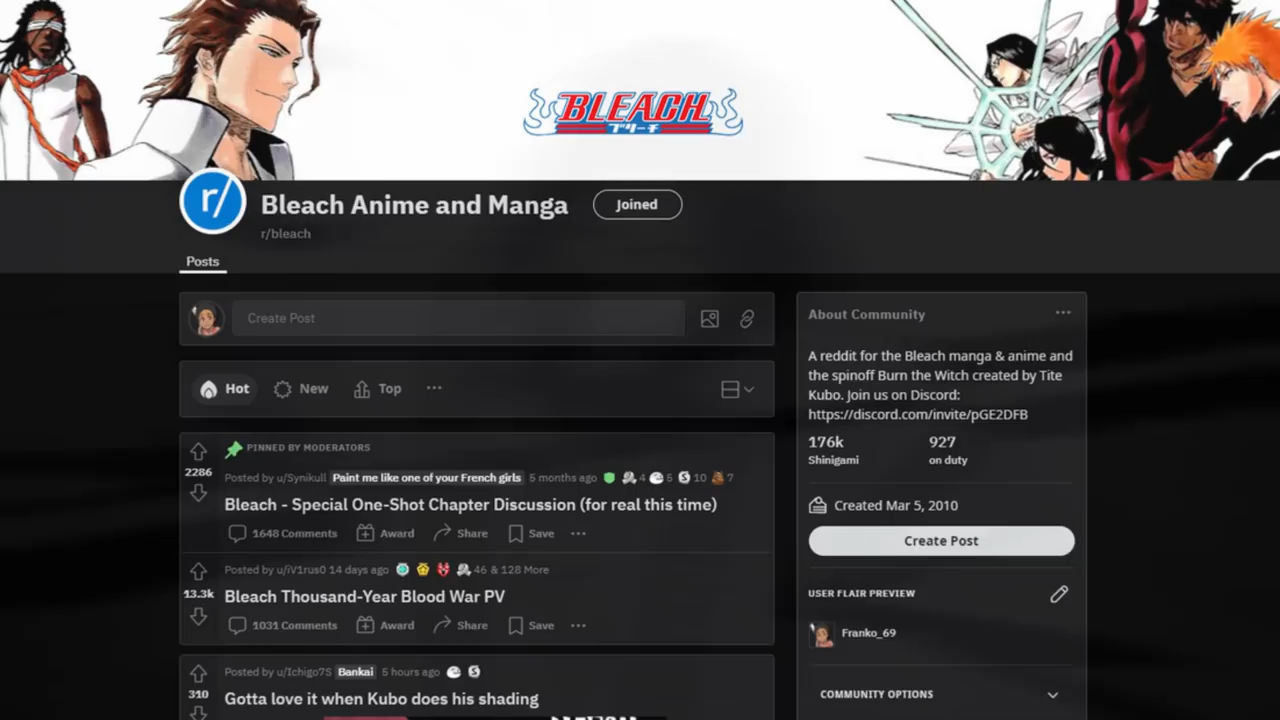 BLEACH
ブリーチ
r/
Bleach Anime and Manga
Joined
r/bleach
Posts
Create Post
Hot
New
Top
PINNED BY MODERATORS
2286
Posted by u/Synikull Paint me like one of your French girls 5 months ago 4 5 10 7
Bleach - Special One-Shot Chapter Discussion (for real this time)
1648 Comments Award Share Save
Posted by u/iV1rus0 14 days ago 46 & 128 More
13.3k
Bleach Thousand-Year Blood War PV
1031 Comments Award Share Save
Posted by u/Ichigo7S Bankai 5 hours ago
310
Gotta love it when Kubo does his shading
About Community
A reddit for the Bleach manga & anime and
the spinoff Burn the Witch created by Tite
Kubo. Join us on Discord:
https://discord.com/invite/pGE2DFB
176k 927
Shinigami on duty
Created Mar 5, 2010
Create Post
USER FLAIR PREVIEW
Franko_69
COMMUNITY OPTIONS